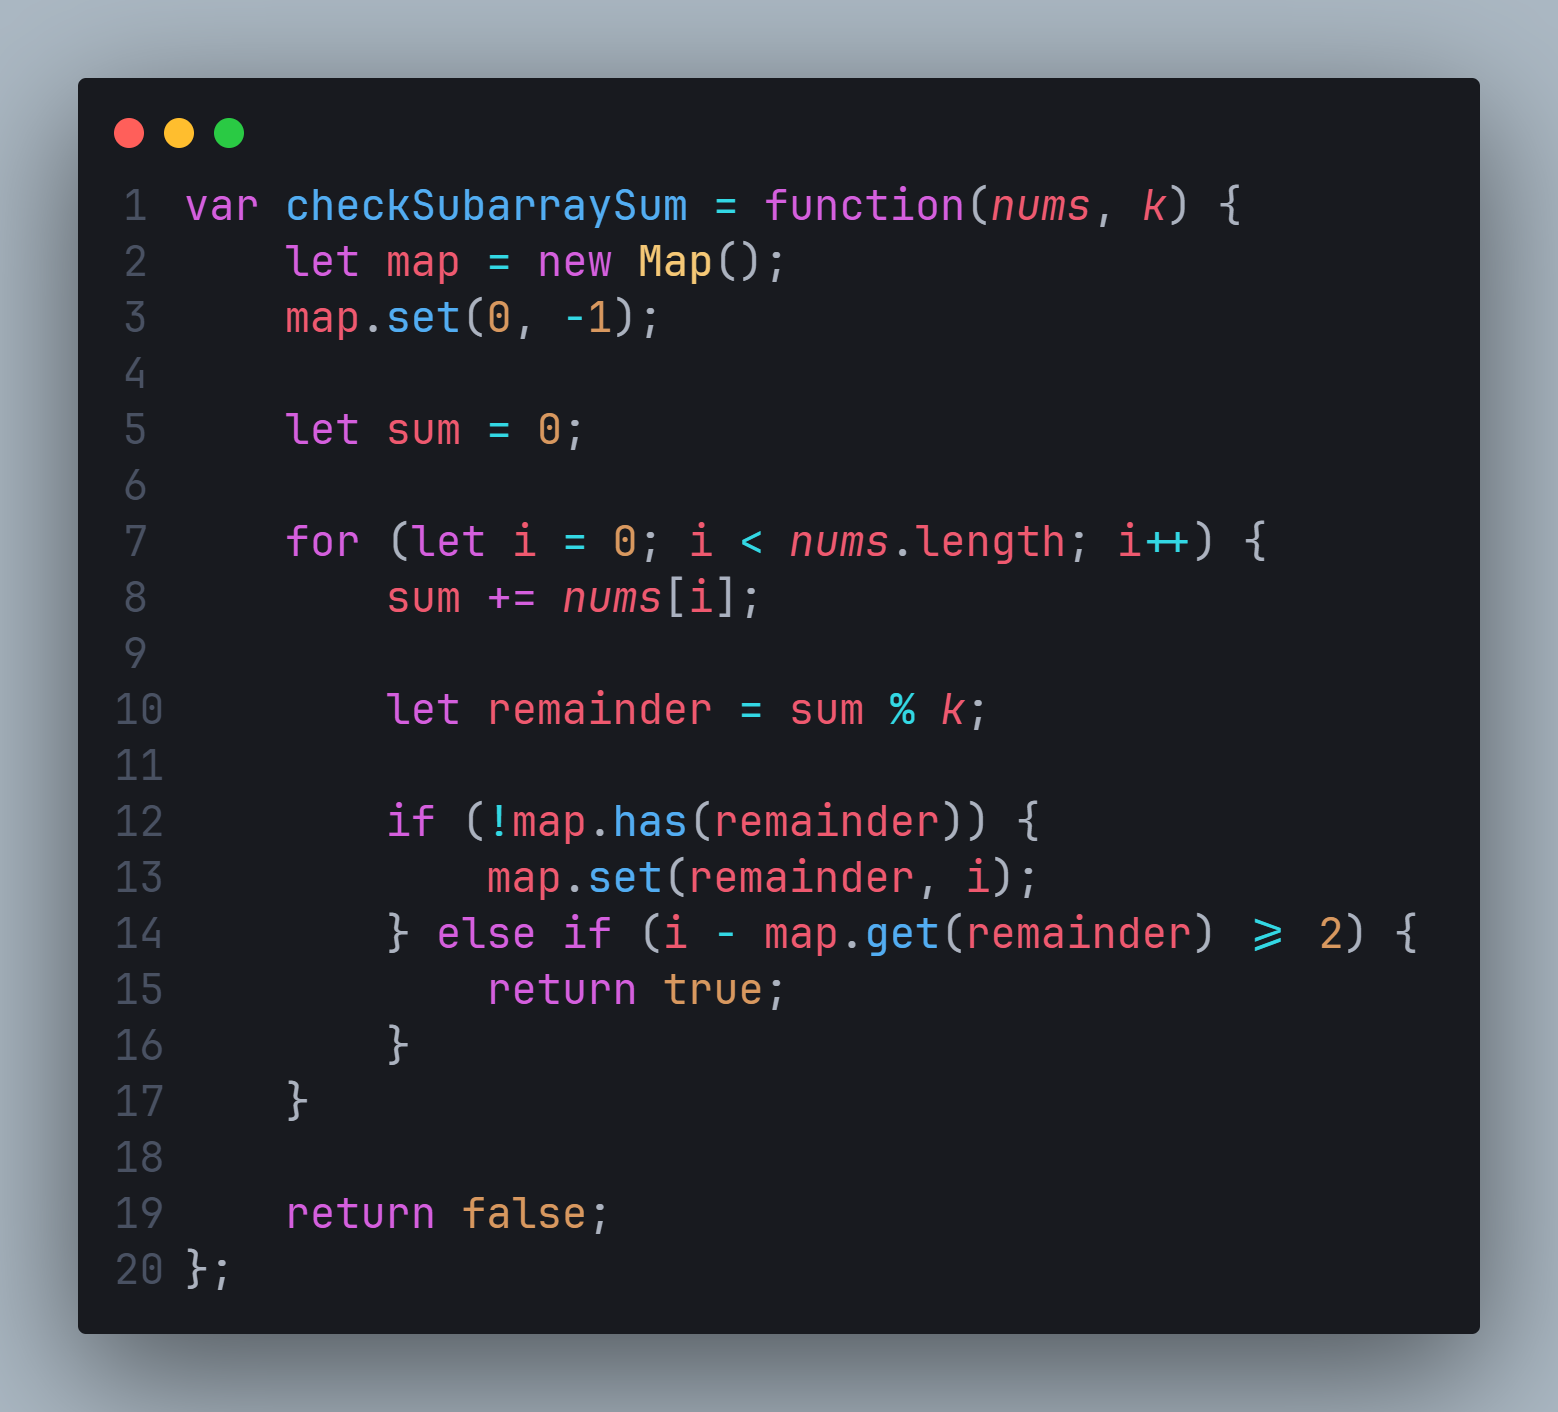 1 var checkSubarraySum = function(nums, k) {
2     let map = new Map();
3     map.set(0, -1);
4
5     let sum = 0;
6
7     for (let i = 0; i < nums.length; i++) {
8         sum += nums[i];
9
10         let remainder = sum % k;
11
12         if (!map.has(remainder)) {
13             map.set(remainder, i);
14         } else if (i - map.get(remainder) >= 2) {
15             return true;
16         }
17     }
18
19     return false;
20 };